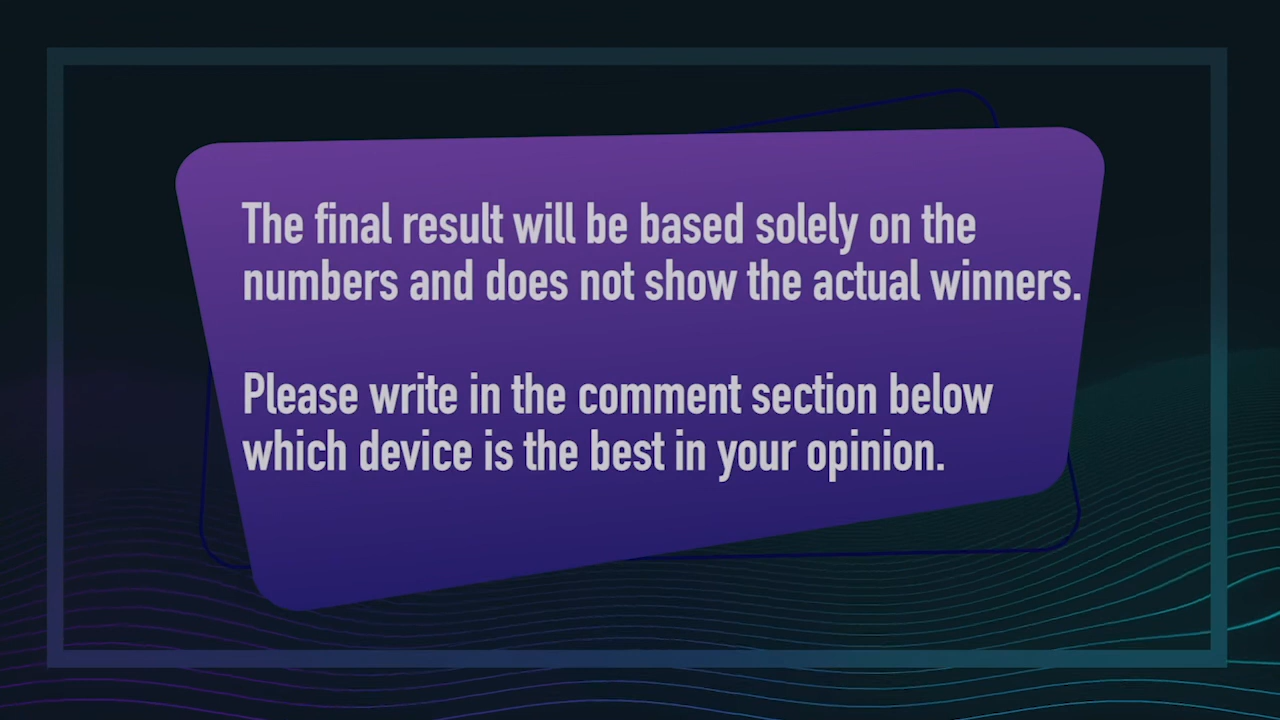 The final result will be based solely on the
numbers and does not show the actual winners.
Please write in the comment section below
which device is the best in your opinion.